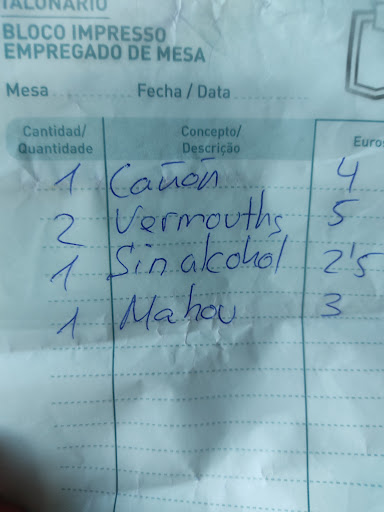 TALONARIO
BLOCO IMPRESSO
EMPREGADO DE MESA
Mesa Fecha / Data
Cantidad/ Quantidade Concepto/ Descrição Euros
1 Cañón 4
2 Vermouths 5
1 Sin alcohol 2'5
1 Mahou 3